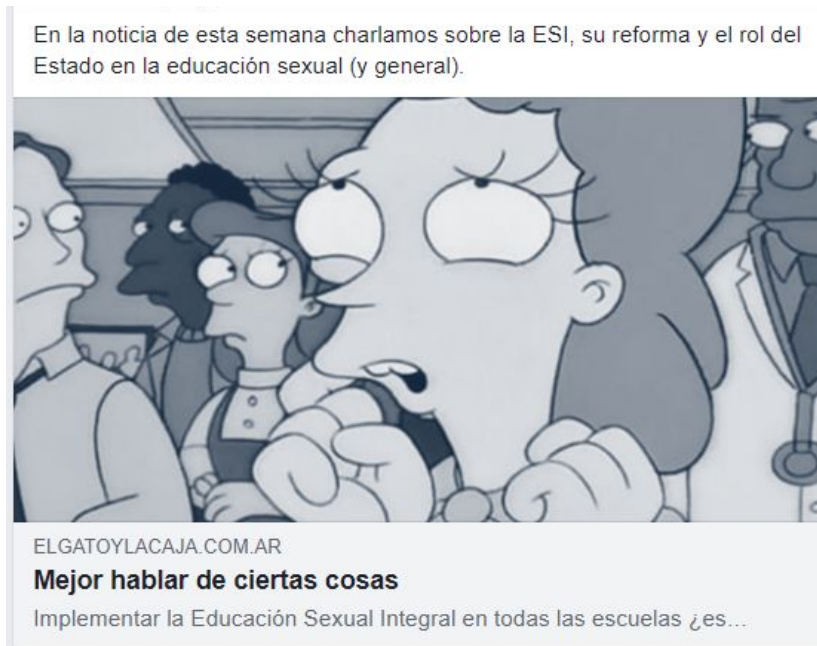 En la noticia de esta semana charlamos sobre la ESI, su reforma y el rol del
Estado en la educación sexual (y general).
ELGATOYLACAJA.COM.AR
Mejor hablar de ciertas cosas
Implementar la Educación Sexual Integral en todas las escuelas ¿es...